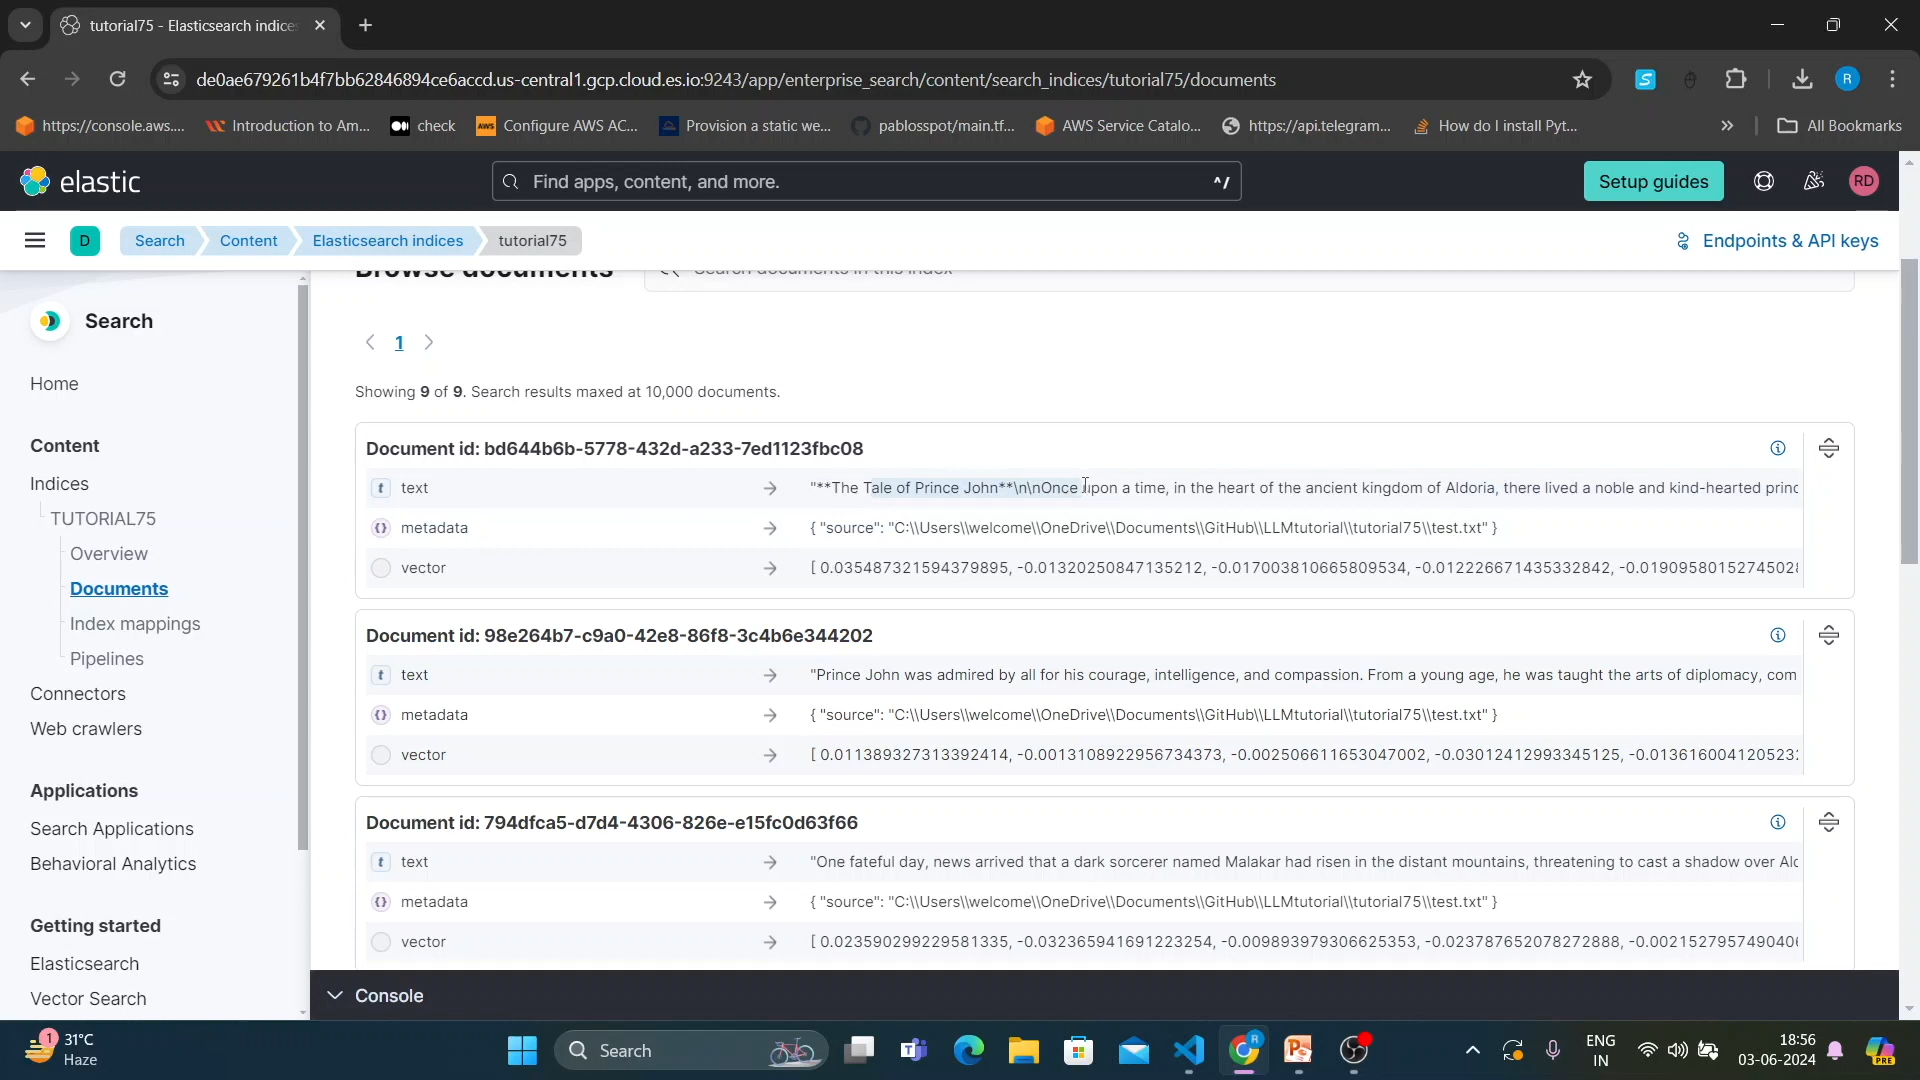 tutorial75 - Elasticsearch indices
de0ae679261b4f7bb62846894ce6accd.us-central1.gcp.cloud.es.io:9243/app/enterprise_search/content/search_indices/tutorial75/documents
R
https://console.aws.... Introduction to Am... check AWS Configure AWS AC... Provision a static we... pablosspot/main.tf... AWS Service Catalo... https://api.telegram... How do I install Pyt... » All Bookmarks
elastic Find apps, content, and more. ^/ Setup guides RD
D Search Content Elasticsearch indices tutorial75 Endpoints & API keys
Browse documents Search documents in this index
Search
Home
Content
Indices
TUTORIAL75
Overview
Documents
Index mappings
Pipelines
Connectors
Web crawlers
Applications
Search Applications
Behavioral Analytics
Getting started
Elasticsearch
Vector Search
1
Showing 9 of 9. Search results maxed at 10,000 documents.
Document id: bd644b6b-5778-432d-a233-7ed1123fbc08
t text → "**The Tale of Prince John**\n\nOnce upon a time, in the heart of the ancient kingdom of Aldoria, there lived a noble and kind-hearted princ
{} metadata → { "source": "C:\\Users\\welcome\\OneDrive\\Documents\\GitHub\\LLMtutorial\\tutorial75\\test.txt" }
vector → [ 0.035487321594379895, -0.01320250847135212, -0.017003810665809534, -0.012226671435332842, -0.01909580152745028
Document id: 98e264b7-c9a0-42e8-86f8-3c4b6e344202
t text → "Prince John was admired by all for his courage, intelligence, and compassion. From a young age, he was taught the arts of diplomacy, com
{} metadata → { "source": "C:\\Users\\welcome\\OneDrive\\Documents\\GitHub\\LLMtutorial\\tutorial75\\test.txt" }
vector → [ 0.011389327313392414, -0.0013108922956734373, -0.002506611653047002, -0.03012412993345125, -0.013616004120523
Document id: 794dfca5-d7d4-4306-826e-e15fc0d63f66
t text → "One fateful day, news arrived that a dark sorcerer named Malakar had risen in the distant mountains, threatening to cast a shadow over Alc
{} metadata → { "source": "C:\\Users\\welcome\\OneDrive\\Documents\\GitHub\\LLMtutorial\\tutorial75\\test.txt" }
vector → [ 0.023590299229581335, -0.032365941691223254, -0.009893979306625353, -0.023787652078272888, -0.0021527957490406
Console
1 31°C
Haze
Search
ENG
IN
18:56
03-06-2024
PRE